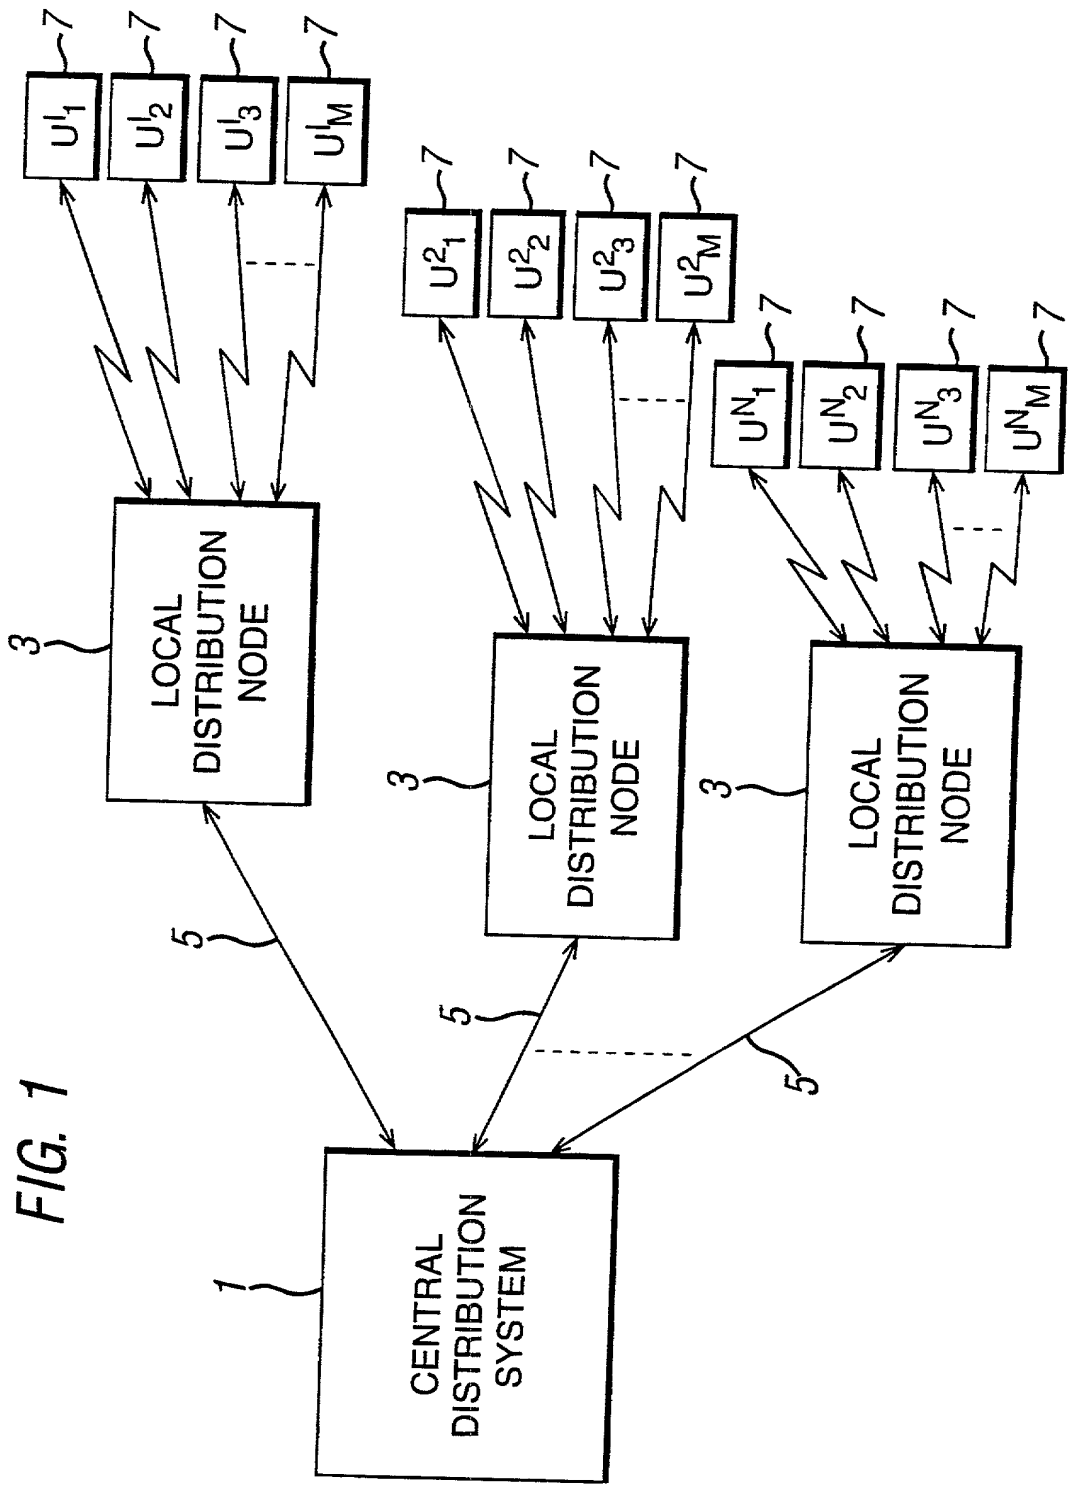 FIG. 1
1
CENTRAL
DISTRIBUTION
SYSTEM
5
5
5
3
LOCAL
DISTRIBUTION
NODE
3
LOCAL
DISTRIBUTION
NODE
3
LOCAL
DISTRIBUTION
NODE
U¹₁ 7
U¹₂ 7
U¹₃ 7
U¹M 7
U²₁ 7
U²₂ 7
U²₃ 7
U²M 7
Uᴺ₁ 7
Uᴺ₂ 7
Uᴺ₃ 7
UᴺM 7